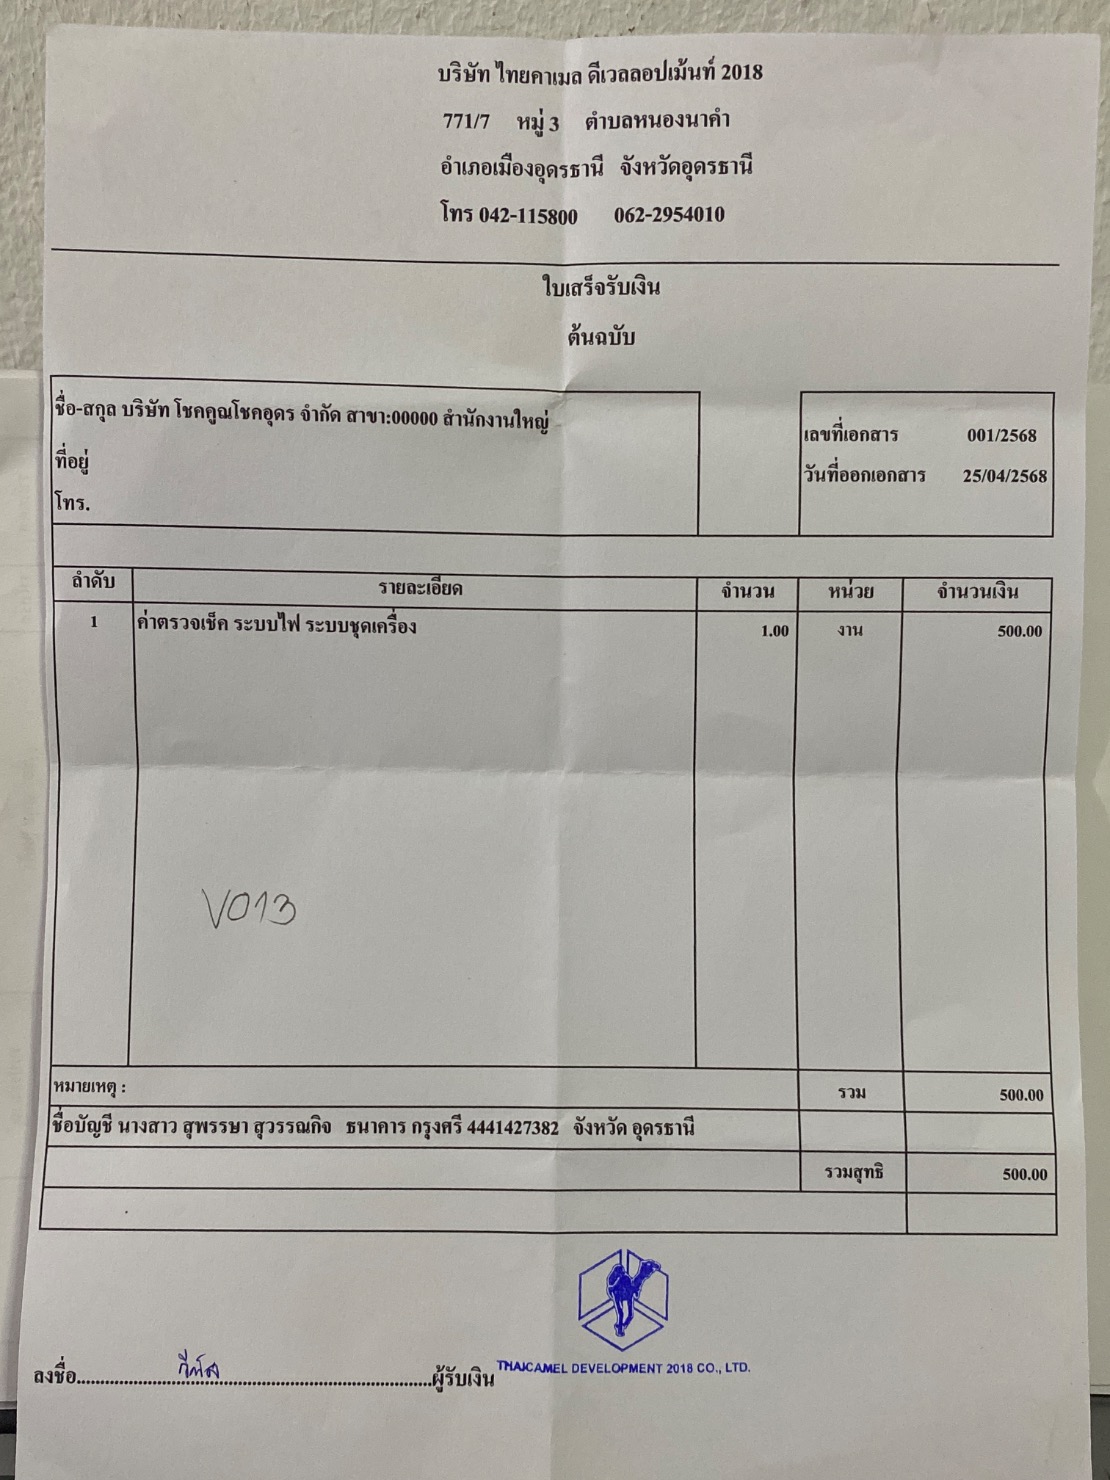 บริษัท ไทยคาเมล ดีเวลลอปเม้นท์ 2018
771/7 หมู่ 3 ตำบลหนองนาคำ
อำเภอเมืองอุดรธานี จังหวัดอุดรธานี
โทร 042-115800 062-2954010
ใบเสร็จรับเงิน
ต้นฉบับ
ชื่อ-สกุล บริษัท โชคคูณโชคอุดร จำกัด สาขา:00000 สำนักงานใหญ่
ที่อยู่
โทร.
เลขที่เอกสาร 001/2568
วันที่ออกเอกสาร 25/04/2568
ลำดับ รายละเอียด จำนวน หน่วย จำนวนเงิน
1 ค่าตรวจเช็ค ระบบไฟ ระบบชุดเครื่อง 1.00 งาน 500.00
V013
หมายเหตุ : รวม 500.00
ชื่อบัญชี นางสาว สุพรรษา สุวรรณกิจ ธนาคาร กรุงศรี 4441427382 จังหวัด อุดรธานี
รวมสุทธิ 500.00
ลงชื่อ.....................................................................ผู้รับเงิน
THAICAMEL DEVELOPMENT 2018 CO., LTD.